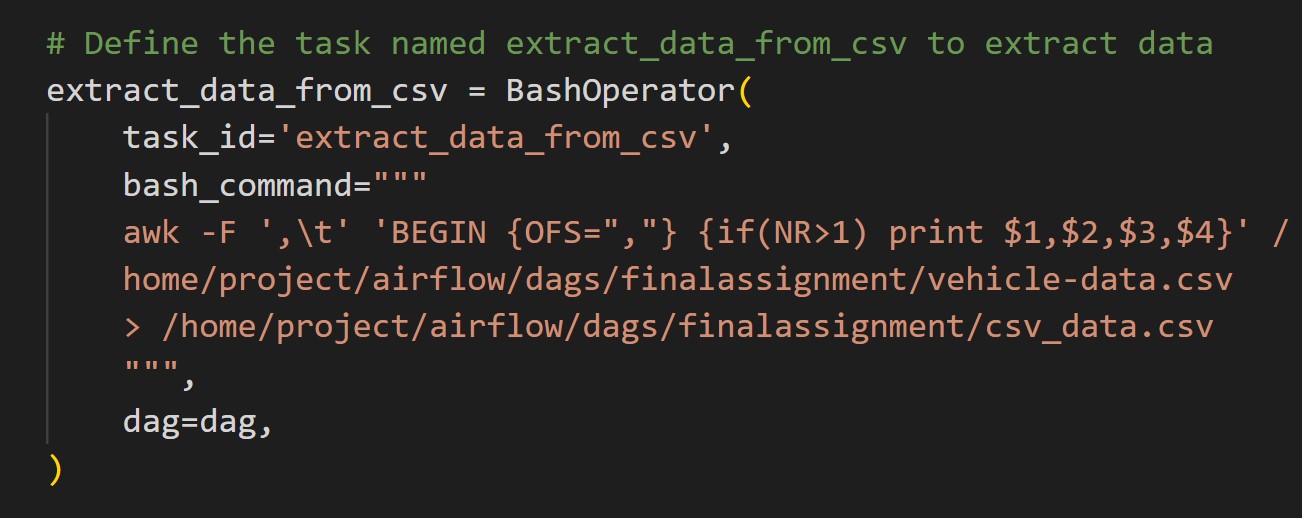 # Define the task named extract_data_from_csv to extract data
extract_data_from_csv = BashOperator(
    task_id='extract_data_from_csv',
    bash_command="""
    awk -F ',\t' 'BEGIN {OFS=","} {if(NR>1) print $1,$2,$3,$4}' /
    home/project/airflow/dags/finalassignment/vehicle-data.csv
    > /home/project/airflow/dags/finalassignment/csv_data.csv
    """,
    dag=dag,
)